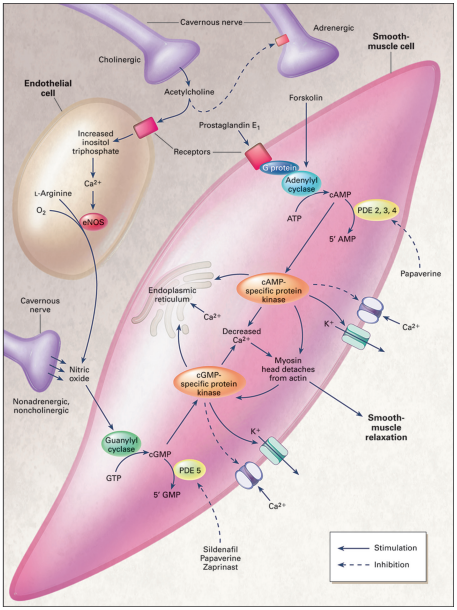 Cavernous nerve
Adrenergic
Smooth-
muscle cell
Cholinergic
Endothelial
cell
Acetylcholine
Forskolin
Increased
inositol
triphosphate
Prostaglandin E1
Receptors
G protein
Adenylyl
cyclase
cAMP
Ca2+
L-Arginine
O2
eNOS
ATP
PDE 2, 3, 4
5' AMP
Papaverine
Endoplasmic
reticulum
cAMP-
specific protein
kinase
Ca2+
K+
Ca2+
Cavernous
nerve
Decreased
Ca2+
Myosin
head detaches
from actin
Nitric
oxide
cGMP-
specific protein
kinase
Nonadrenergic,
noncholinergic
Smooth-
muscle
relaxation
Guanylyl
cyclase
cGMP
GTP
PDE 5
5' GMP
K+
Ca2+
Sildenafil
Papaverine
Zaprinast
Stimulation
Inhibition